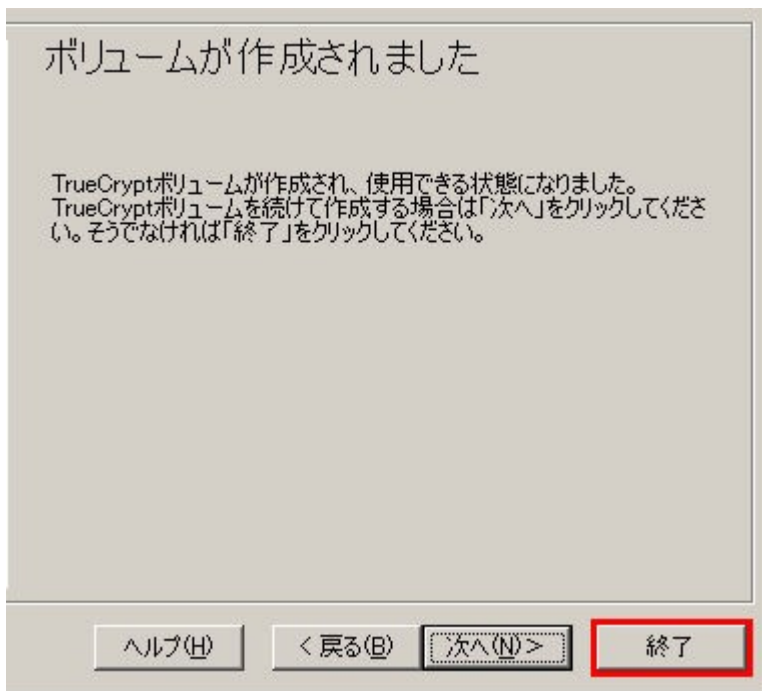 ボリュームが作成されました
TrueCryptボリュームが作成され、使用できる状態になりました。
TrueCryptボリュームを続けて作成する場合は「次へ」をクリックしてくださ
い。そうでなければ「終了」をクリックしてください。
ヘルプ(H) < 戻る(B) 次へ(N) > 終了